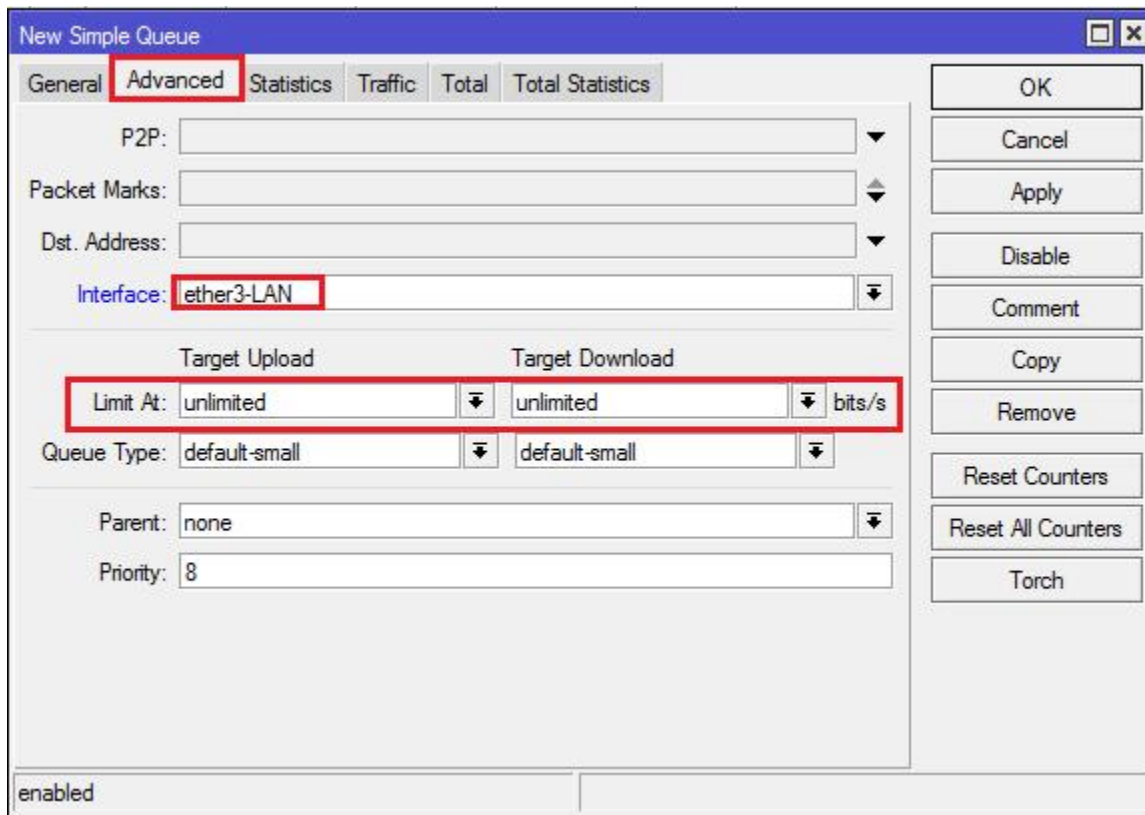 New Simple Queue
General Advanced Statistics Traffic Total Total Statistics
P2P:
Packet Marks:
Dst. Address:
Interface: ether3-LAN
Target Upload Target Download
Limit At: unlimited unlimited bits/s
Queue Type: default-small default-small
Parent: none
Priority: 8
OK
Cancel
Apply
Disable
Comment
Copy
Remove
Reset Counters
Reset All Counters
Torch
enabled